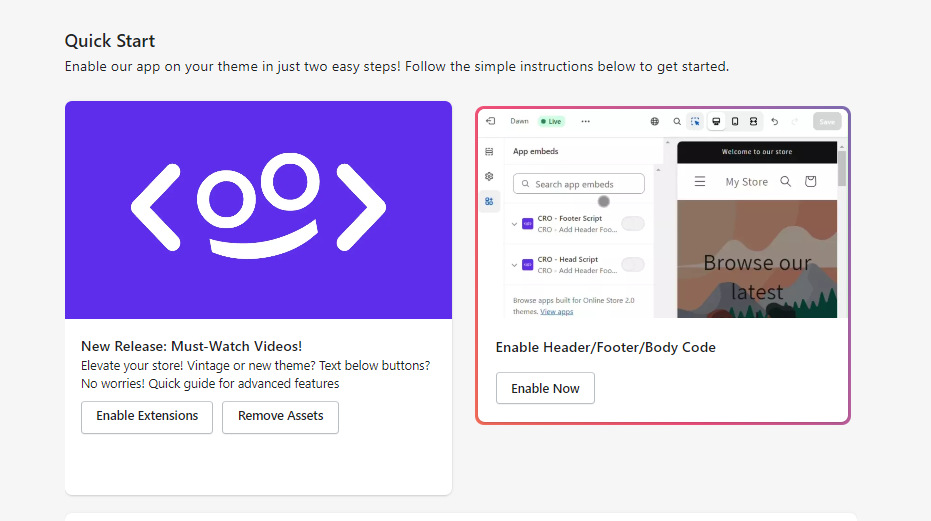 Quick Start
Enable our app on your theme in just two easy steps! Follow the simple instructions below to get started.
New Release: Must-Watch Videos!
Elevate your store! Vintage or new theme? Text below buttons?
No worries! Quick guide for advanced features
Enable Extensions
Remove Assets
Dawn
Live
Save
App embeds
Search app embeds
CRO - Footer Script
CRO - Add Header Foo...
CRO - Head Script
CRO - Add Header Foo...
Browse apps built for Online Store 2.0
themes. View apps
Welcome to our store
My Store
Browse our
latest
Enable Header/Footer/Body Code
Enable Now